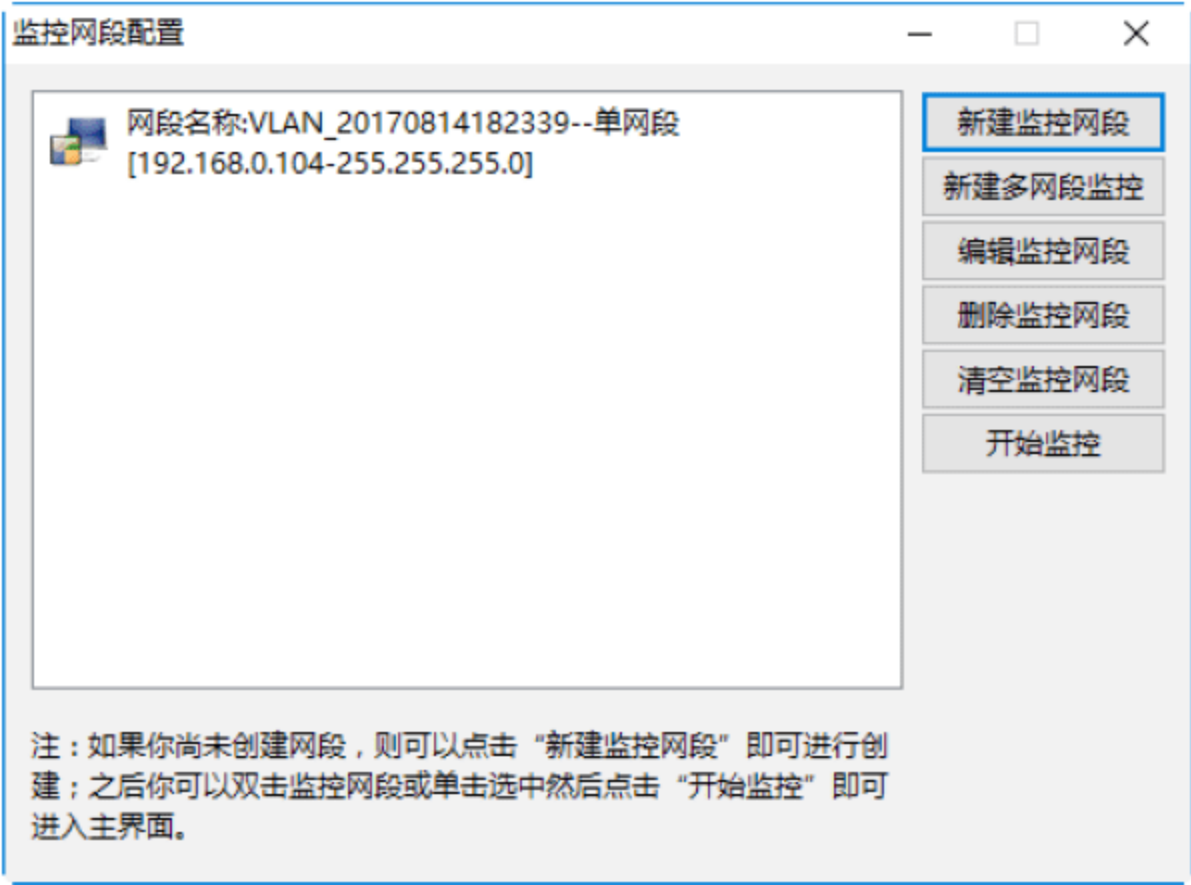 监控网段配置
网段名称:VLAN_20170814182339--单网段
[192.168.0.104-255.255.255.0]
新建监控网段
新建多网段监控
编辑监控网段
删除监控网段
清空监控网段
开始监控
注：如果你尚未创建网段，则可以点击“新建监控网段”即可进行创
建；之后你可以双击监控网段或单击选中然后点击“开始监控”即可
进入主界面。